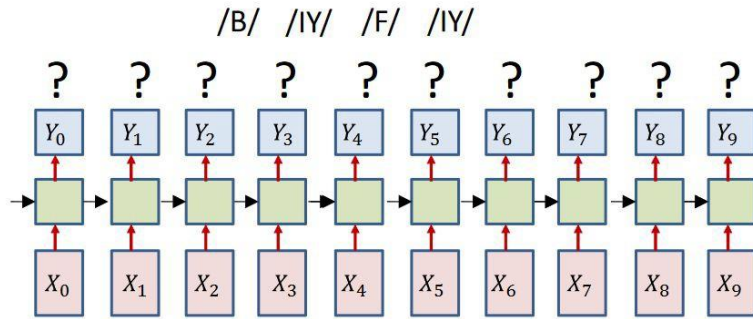 /B/ /IY/ /F/ /IY/
? ? ? ? ? ? ? ? ? ?
Y₀ Y₁ Y₂ Y₃ Y₄ Y₅ Y₆ Y₇ Y₈ Y₉
X₀ X₁ X₂ X₃ X₄ X₅ X₆ X₇ X₈ X₉